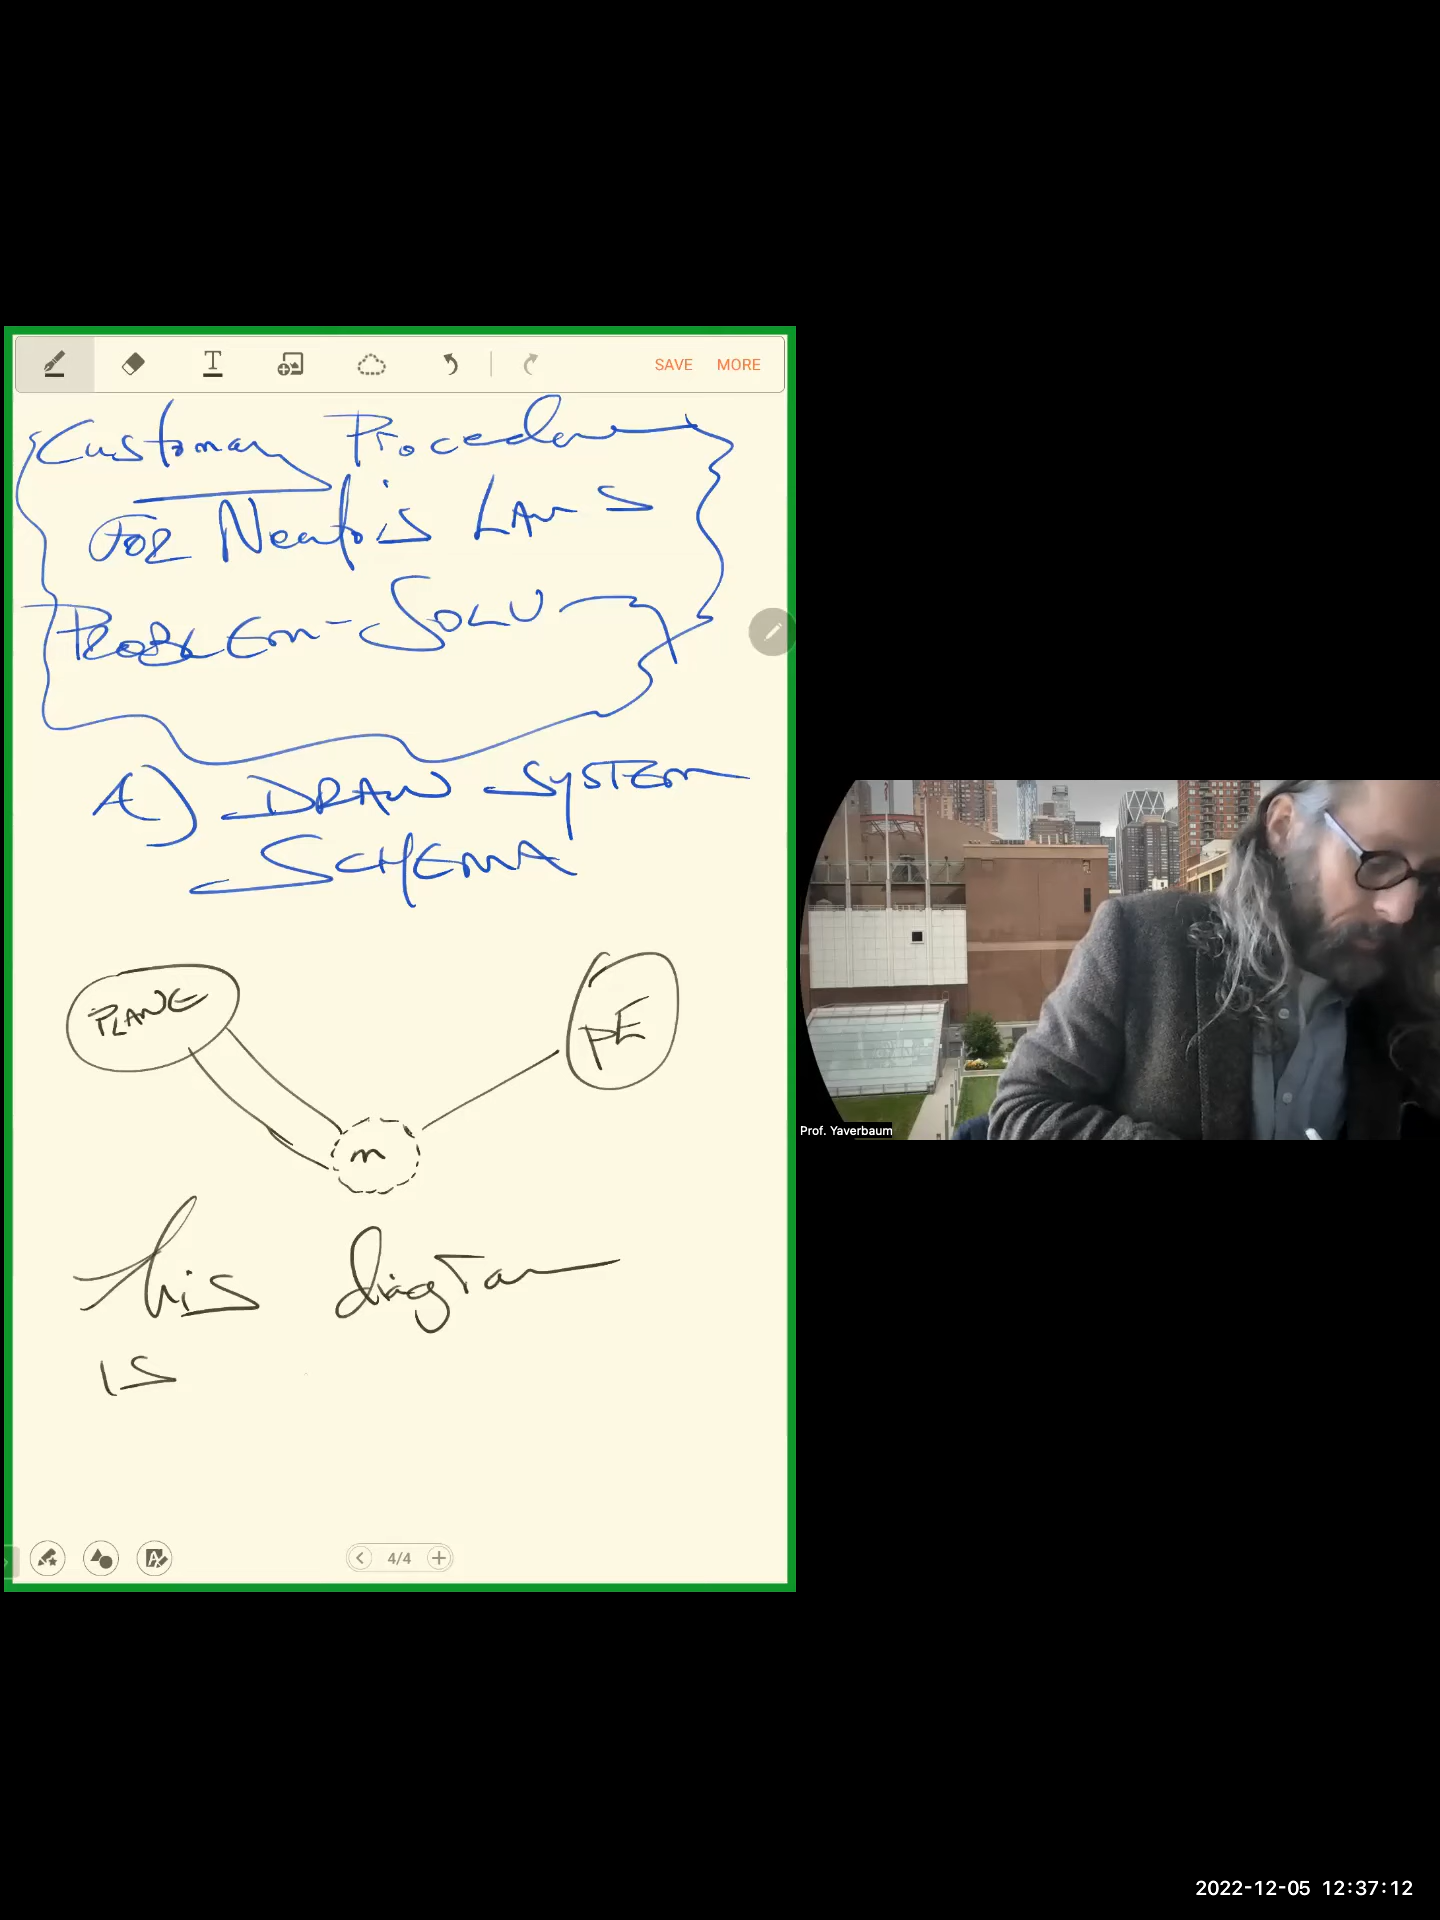 SAVE MORE
Customary Procedure
FOR Newton's LAWS
PROBLEM-SOLV
A) DRAW SYSTEM
SCHEMA
PLANE
pE
m
this diagram
is
Prof. Yaverbaum
4/4
2022-12-05 12:37:12